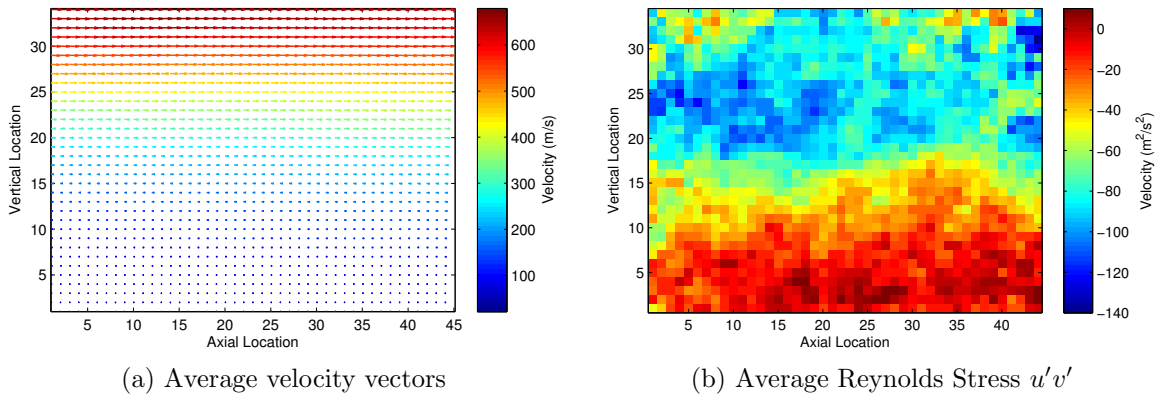 30
25
20
15
10
5
Vertical Location
5 10 15 20 25 30 35 40 45
Axial Location
600
500
400
300
200
100
Velocity (m/s)
(a) Average velocity vectors
30
25
20
15
10
5
Vertical Location
5 10 15 20 25 30 35 40
Axial Location
0
−20
−40
−60
−80
−100
−120
−140
Velocity (m²/s²)
(b) Average Reynolds Stress u′v′